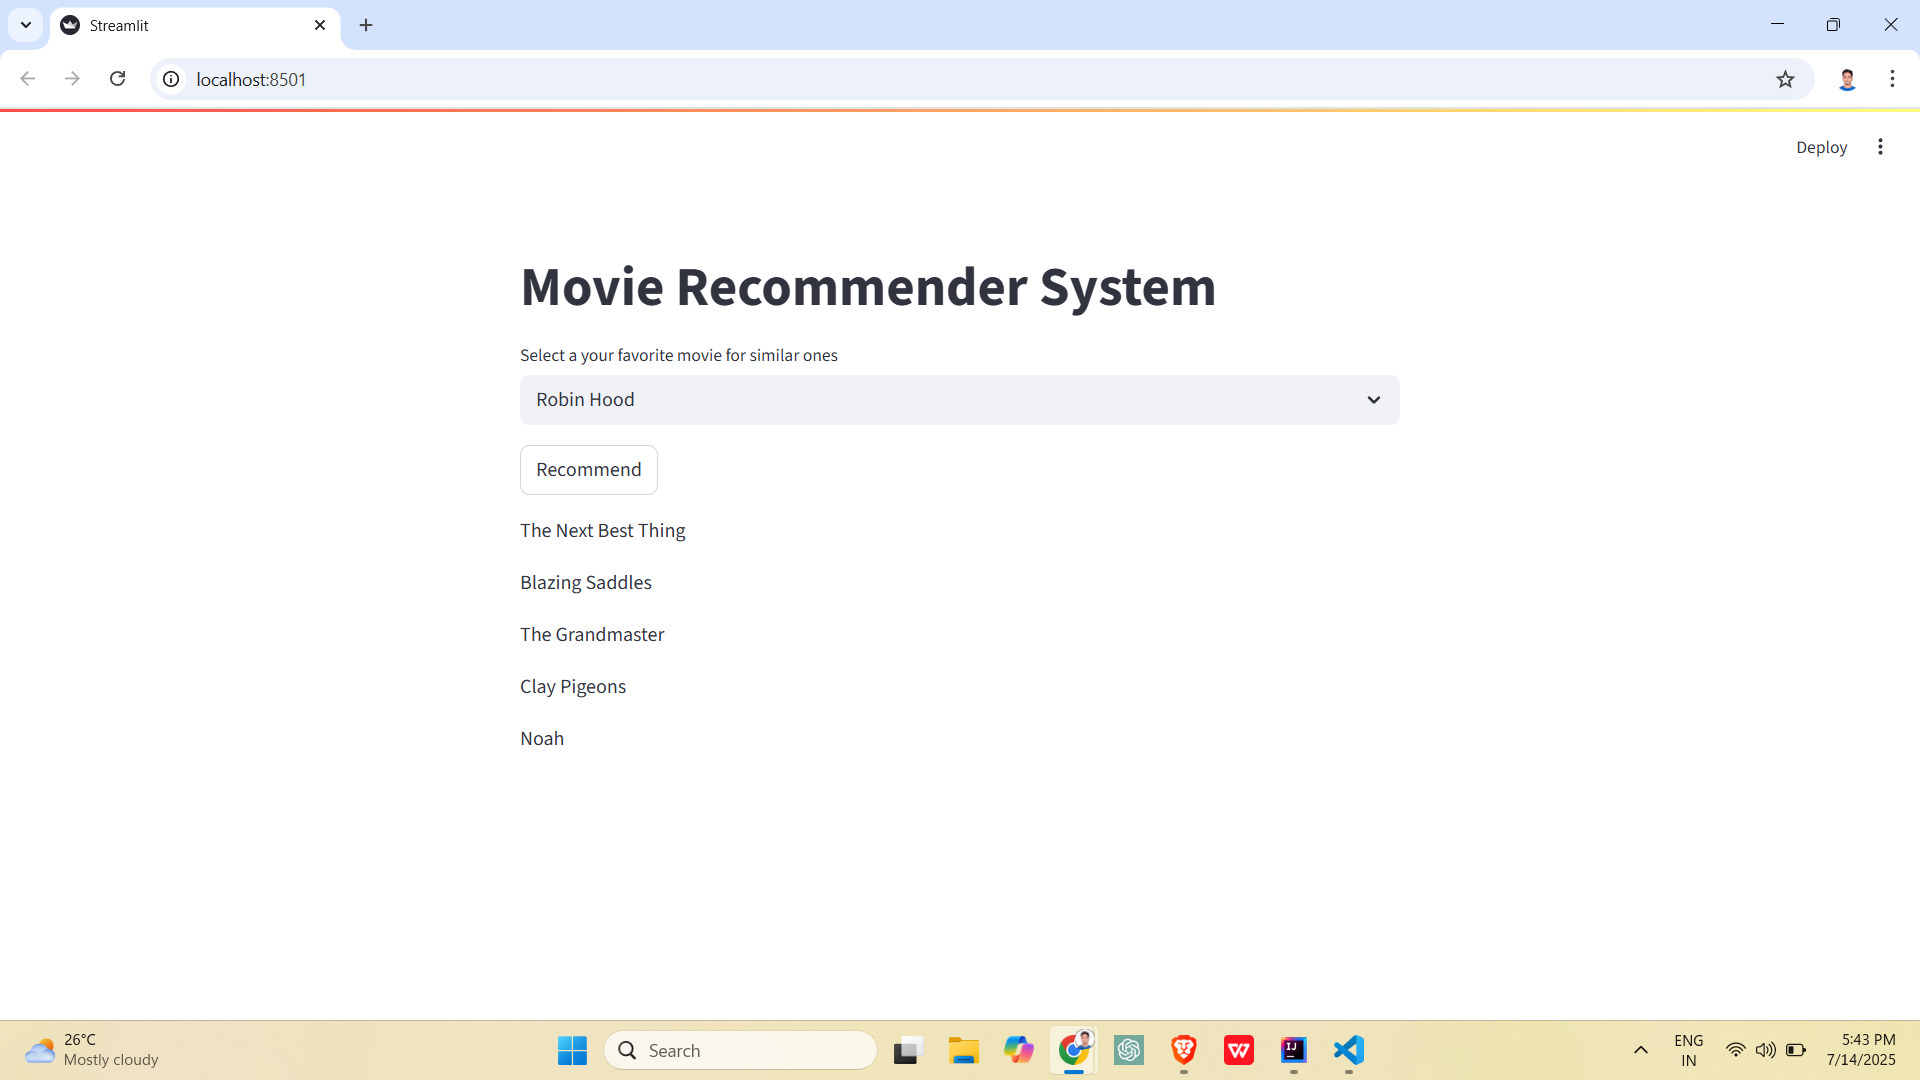 Streamlit
localhost:8501
Deploy
Movie Recommender System
Select a your favorite movie for similar ones
Robin Hood
Recommend
The Next Best Thing
Blazing Saddles
The Grandmaster
Clay Pigeons
Noah
26°C
Mostly cloudy
Search
IJ
W
ENG
IN
5:43 PM
7/14/2025